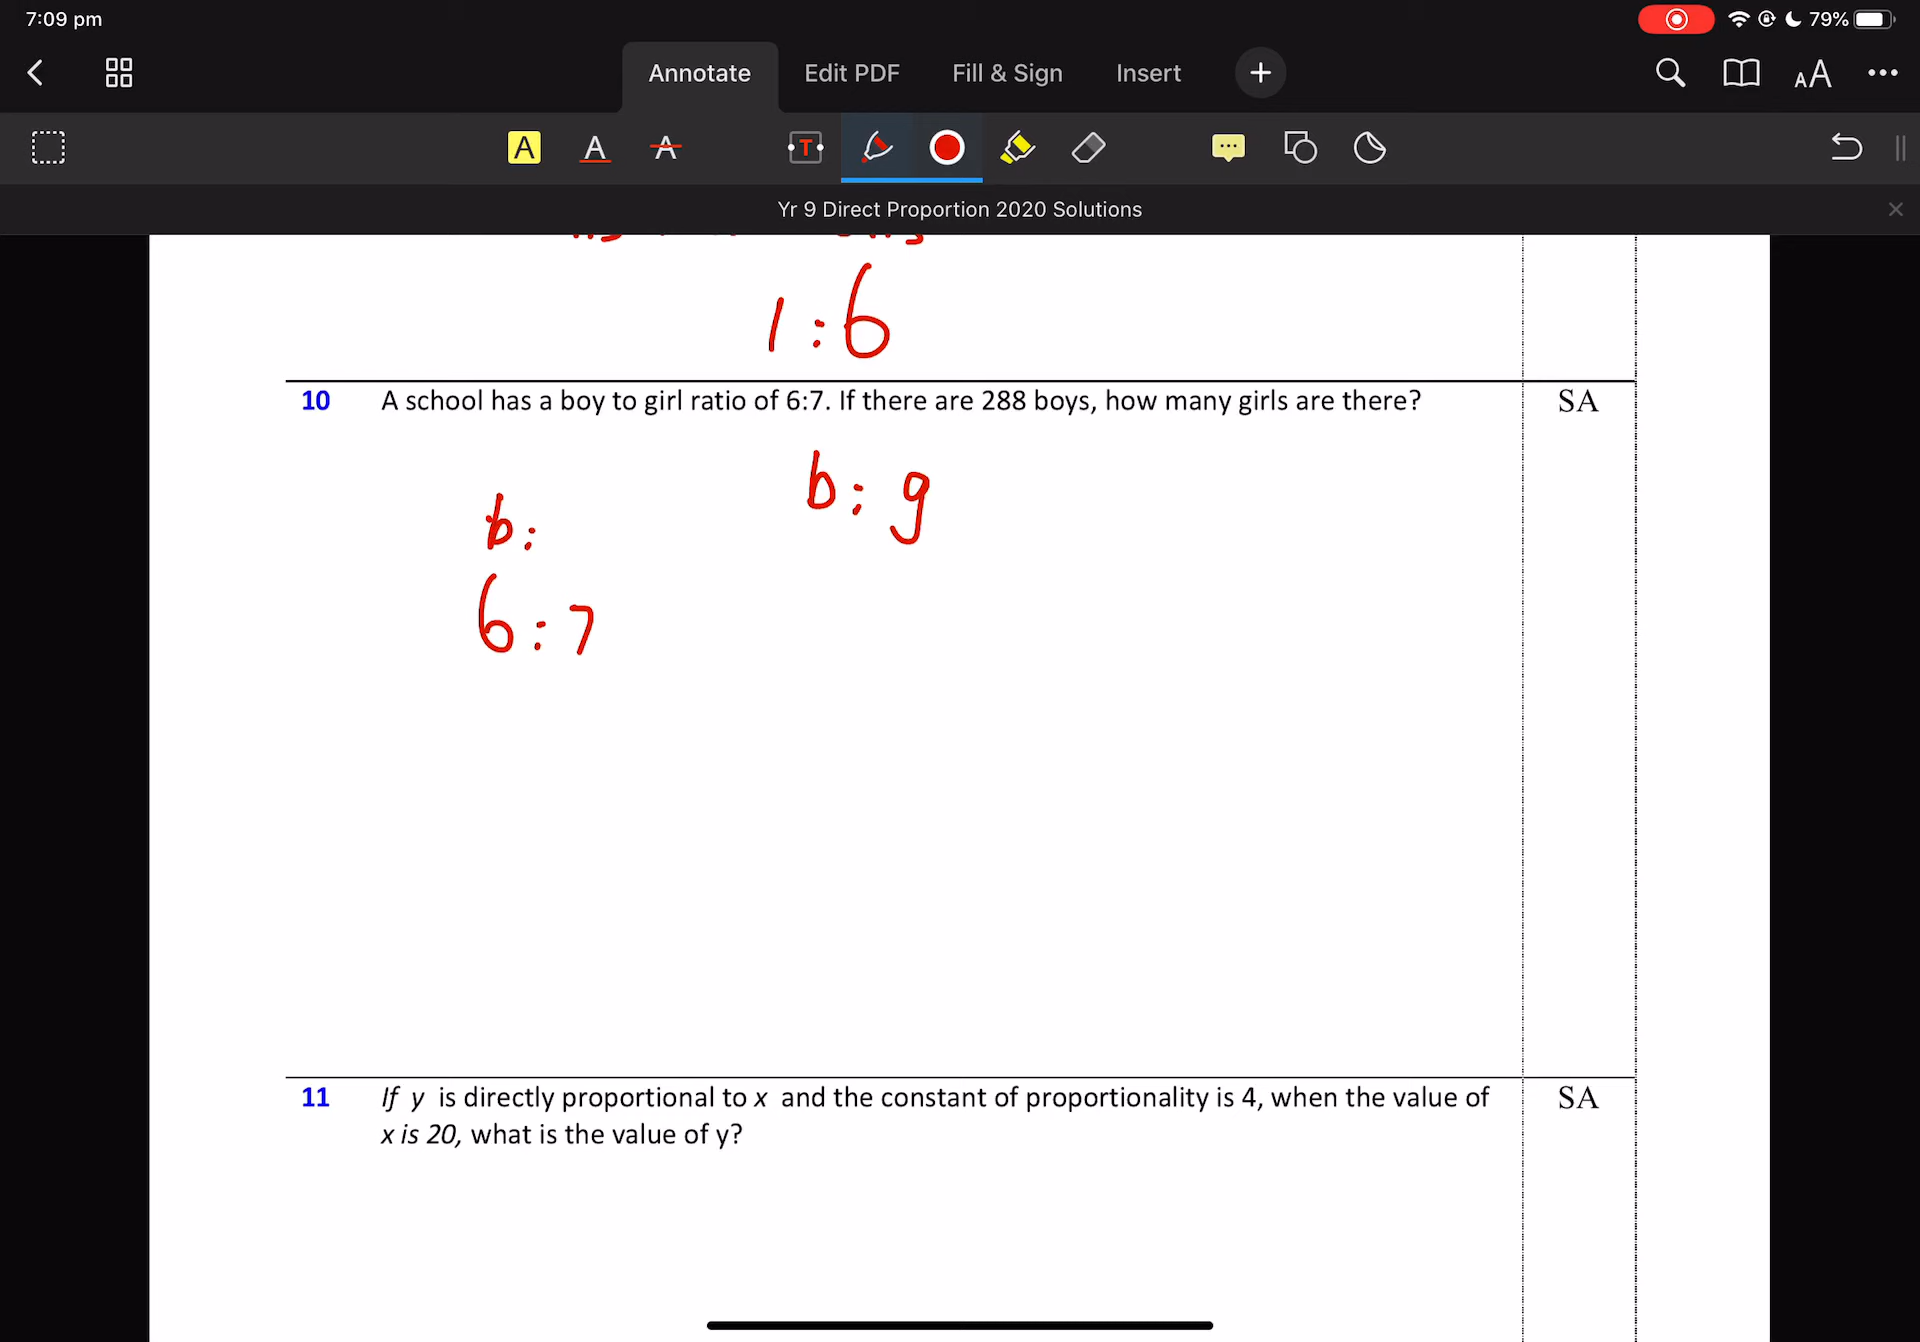 7:09 pm
79%
Annotate Edit PDF Fill & Sign Insert
A A A T AA
Yr 9 Direct Proportion 2020 Solutions
1:6
10 A school has a boy to girl ratio of 6:7. If there are 288 boys, how many girls are there? SA
b: g
b:
6:7
11 If y is directly proportional to x and the constant of proportionality is 4, when the value of SA
x is 20, what is the value of y?